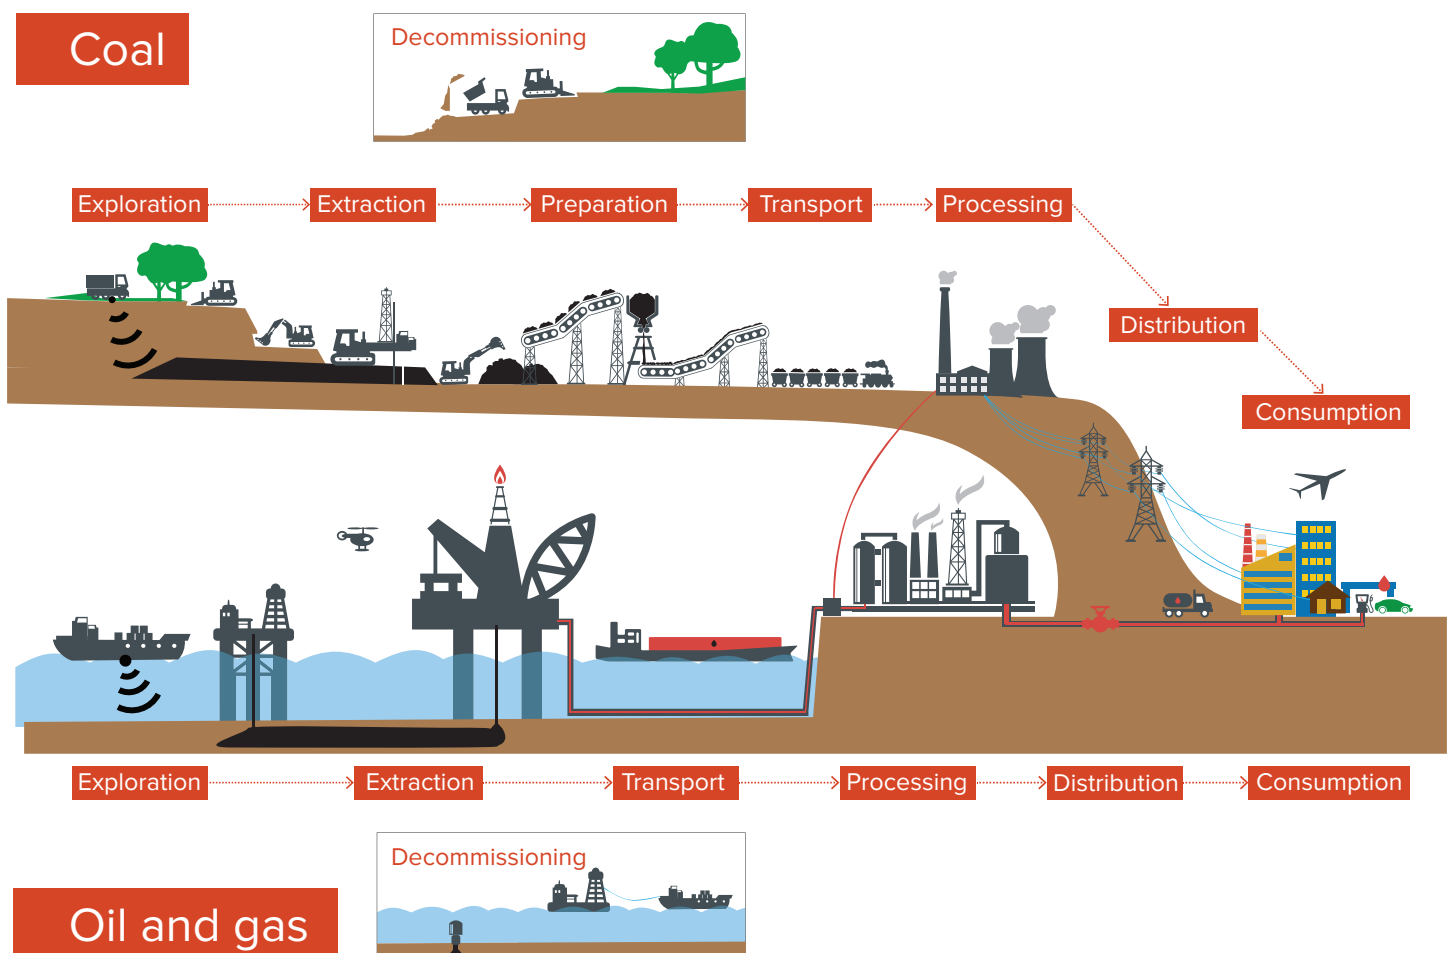 Coal
Decommissioning
Exploration
Extraction
Preparation
Transport
Processing
Distribution
Consumption
Exploration
Extraction
Transport
Processing
Distribution
Consumption
Decommissioning
Oil and gas